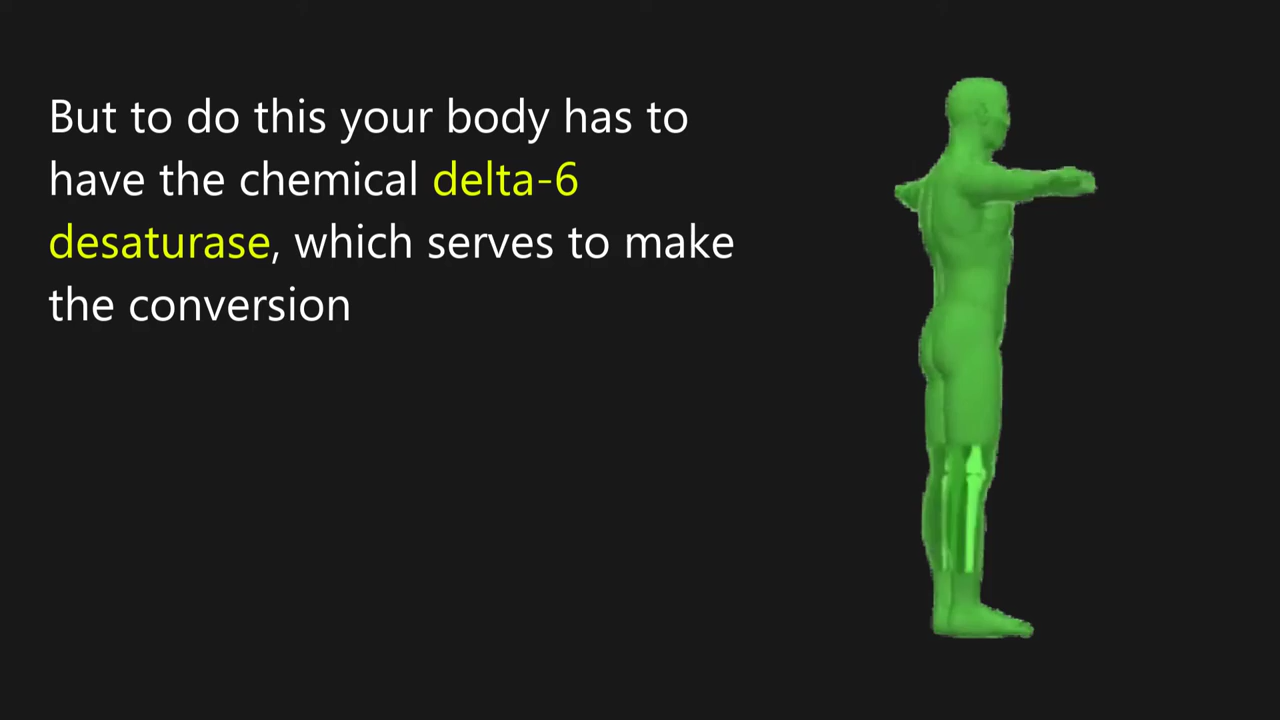 But to do this your body has to
have the chemical delta-6
desaturase, which serves to make
the conversion